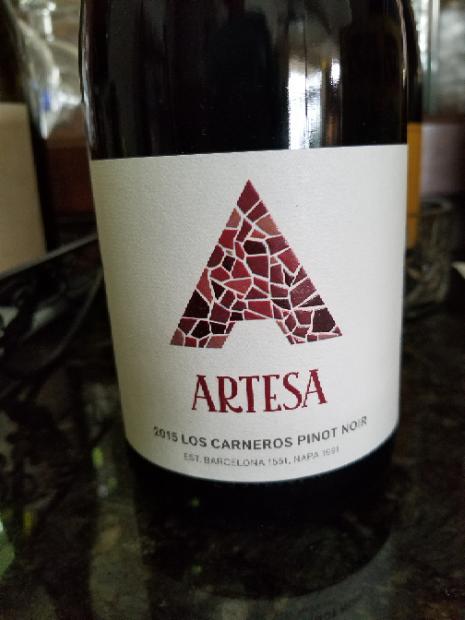 A
ARTESA
2015 LOS CARNEROS PINOT NOIR
EST. BARCELONA 1551, NAPA 1991